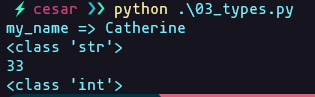 ⚡ cesar ❯❯ python .\03_types.py
my_name => Catherine
<class 'str'>
33
<class 'int'>